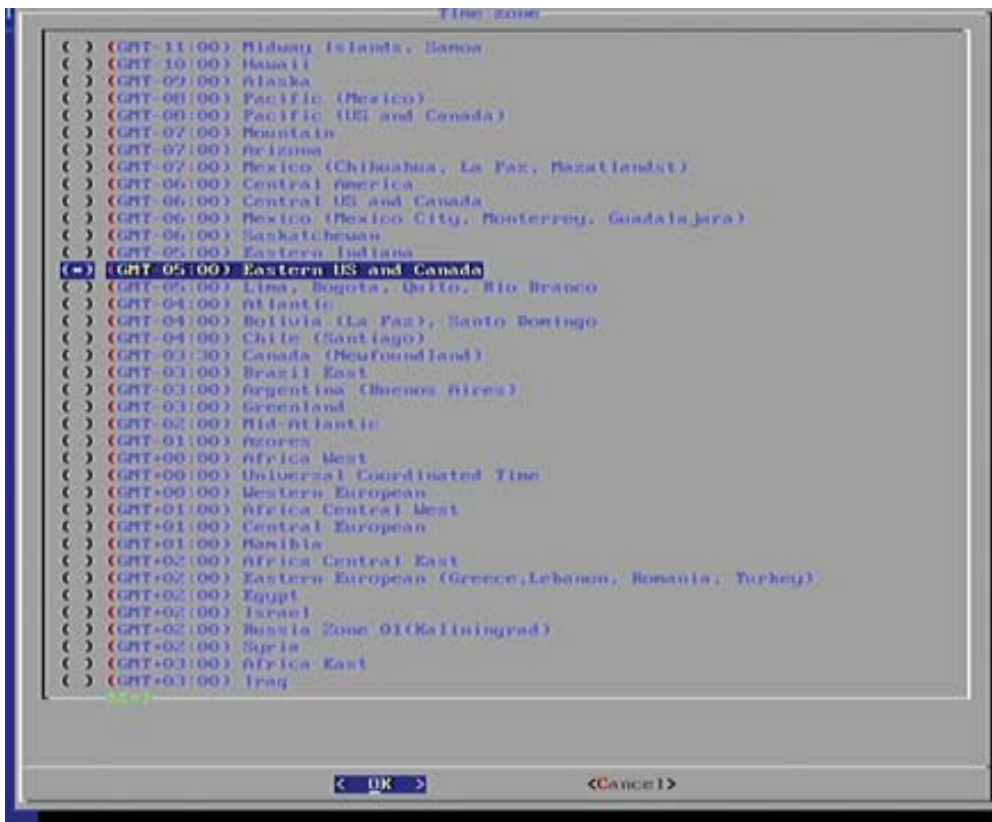 Time zone
( ) (GMT-11:00) Midway Islands, Samoa
( ) (GMT-10:00) Hawaii
( ) (GMT-09:00) Alaska
( ) (GMT-08:00) Pacific (Mexico)
( ) (GMT-08:00) Pacific (US and Canada)
( ) (GMT-07:00) Mountain
( ) (GMT-07:00) Arizona
( ) (GMT-07:00) Mexico (Chihuahua, La Paz, Mazatlandst)
( ) (GMT-06:00) Central America
( ) (GMT-06:00) Central US and Canada
( ) (GMT-06:00) Mexico (Mexico City, Monterrey, Guadalajara)
( ) (GMT-06:00) Saskatchewan
( ) (GMT-05:00) Eastern Indiana
(*) (GMT-05:00) Eastern US and Canada
( ) (GMT-05:00) Lima, Bogota, Quito, Rio Branco
( ) (GMT-04:00) Atlantic
( ) (GMT-04:00) Bolivia (La Paz), Santo Domingo
( ) (GMT-04:00) Chile (Santiago)
( ) (GMT-03:30) Canada (Newfoundland)
( ) (GMT-03:00) Brazil East
( ) (GMT-03:00) Argentina (Buenos Aires)
( ) (GMT-03:00) Greenland
( ) (GMT-02:00) Mid-Atlantic
( ) (GMT-01:00) Azores
( ) (GMT+00:00) Africa West
( ) (GMT+00:00) Universal Coordinated Time
( ) (GMT+00:00) Western European
( ) (GMT+01:00) Africa Central West
( ) (GMT+01:00) Central European
( ) (GMT+01:00) Namibia
( ) (GMT+02:00) Africa Central East
( ) (GMT+02:00) Eastern European (Greece,Lebanon, Romania, Turkey)
( ) (GMT+02:00) Egypt
( ) (GMT+02:00) Israel
( ) (GMT+02:00) Russia Zone 01(Kaliningrad)
( ) (GMT+02:00) Syria
( ) (GMT+03:00) Africa East
( ) (GMT+03:00) Iraq
< OK > <Cancel>